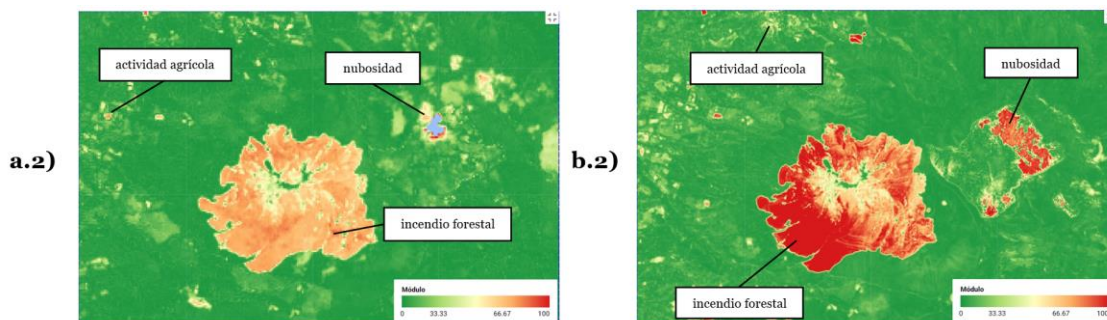 a.2)
actividad agrícola
nubosidad
incendio forestal
Módulo
0 33.33 66.67 100
b.2)
actividad agrícola
nubosidad
incendio forestal
Módulo
0 33.33 66.67 100